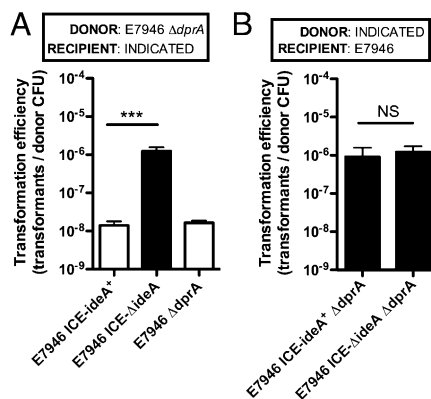 A
DONOR: E7946 ΔdprA
RECIPIENT: INDICATED
Transformation efficiency
(transformants / donor CFU)
10⁻⁴
10⁻⁵
10⁻⁶
10⁻⁷
10⁻⁸
10⁻⁹
***
E7946 ICE-ideA⁺
E7946 ICE-ΔideA
E7946 ΔdprA
B
DONOR: INDICATED
RECIPIENT: E7946
Transformation efficiency
(transformants / donor CFU)
10⁻⁴
10⁻⁵
10⁻⁶
10⁻⁷
10⁻⁸
10⁻⁹
NS
E7946 ICE-ideA⁺ ΔdprA
E7946 ICE-ΔideA ΔdprA